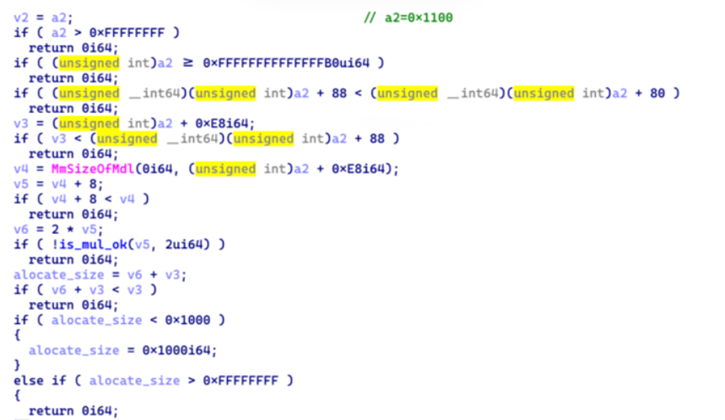 v2 = a2; // a2=0×1100
if ( a2 > 0×FFFFFFFF )
return 0i64;
if ( (unsigned int)a2 ≥ 0×FFFFFFFFFFFFFFB0ui64 )
return 0i64;
if ( (unsigned __int64)(unsigned int)a2 + 88 < (unsigned __int64)(unsigned int)a2 + 80 )
return 0i64;
v3 = (unsigned int)a2 + 0×E8i64;
if ( v3 < (unsigned __int64)(unsigned int)a2 + 88 )
return 0i64;
v4 = MmSizeOfMdl(0i64, (unsigned int)a2 + 0×E8i64);
v5 = v4 + 8;
if ( v4 + 8 < v4 )
return 0i64;
v6 = 2 * v5;
if ( !is_mul_ok(v5, 2ui64) )
return 0i64;
alocate_size = v6 + v3;
if ( v6 + v3 < v3 )
return 0i64;
if ( alocate_size < 0×1000 )
{
alocate_size = 0×1000i64;
}
else if ( alocate_size > 0×FFFFFFFF )
{
return 0i64;